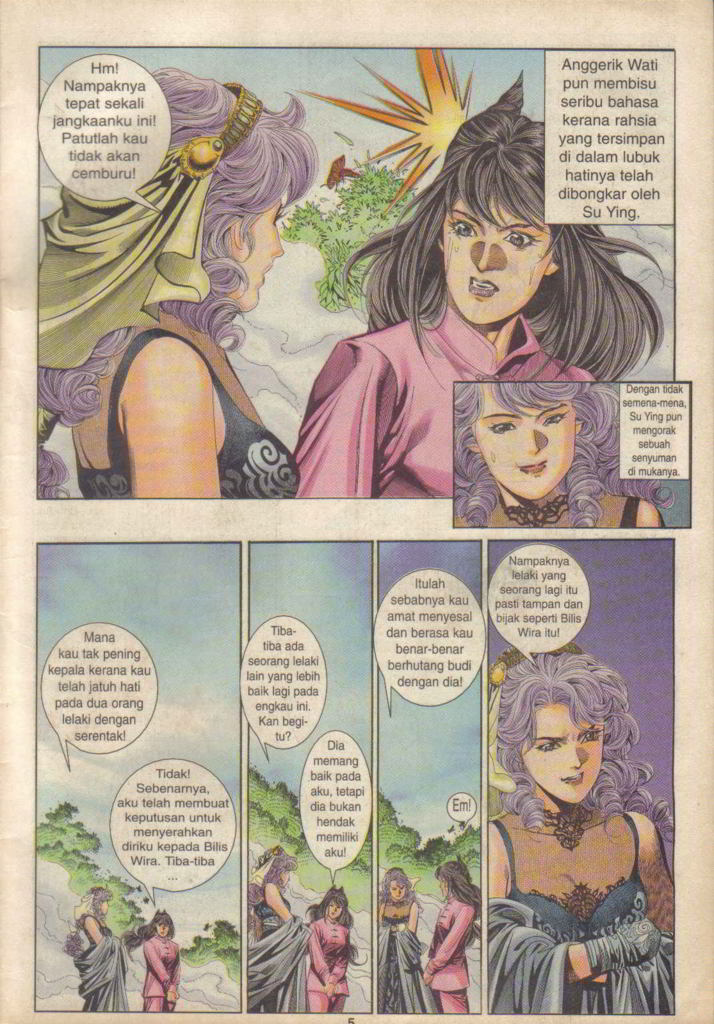 Hm!
Nampaknya
tepat sekali
jangkaanku ini!
Patutlah kau
tidak akan
cemburu!
Anggerik Wati
pun membisu
seribu bahasa
kerana rahsia
yang tersimpan
di dalam lubuk
hatinya telah
dibongkar oleh
Su Ying.
Dengan tidak
semena-mena,
Su Ying pun
mengorak
sebuah
senyuman
di mukanya.
Mana
kau tak pening
kepala kerana kau
telah jatuh hati
pada dua orang
lelaki dengan
serentak!
Tidak!
Sebenarnya,
aku telah membuat
keputusan untuk
menyerahkan
diriku kepada Bilis
Wira. Tiba-tiba
...
Tiba-
tiba ada
seorang lelaki
lain yang lebih
baik lagi pada
engkau ini.
Kan begi-
tu?
Dia
memang
baik pada
aku, tetapi
dia bukan
hendak
memiliki
aku!
Itulah
sebabnya kau
amat menyesal
dan berasa kau
benar-benar
berhutang budi
dengan dia!
Em!
Nampaknya
lelaki yang
seorang lagi itu
pasti tampan dan
bijak seperti Bilis
Wira itu!
5